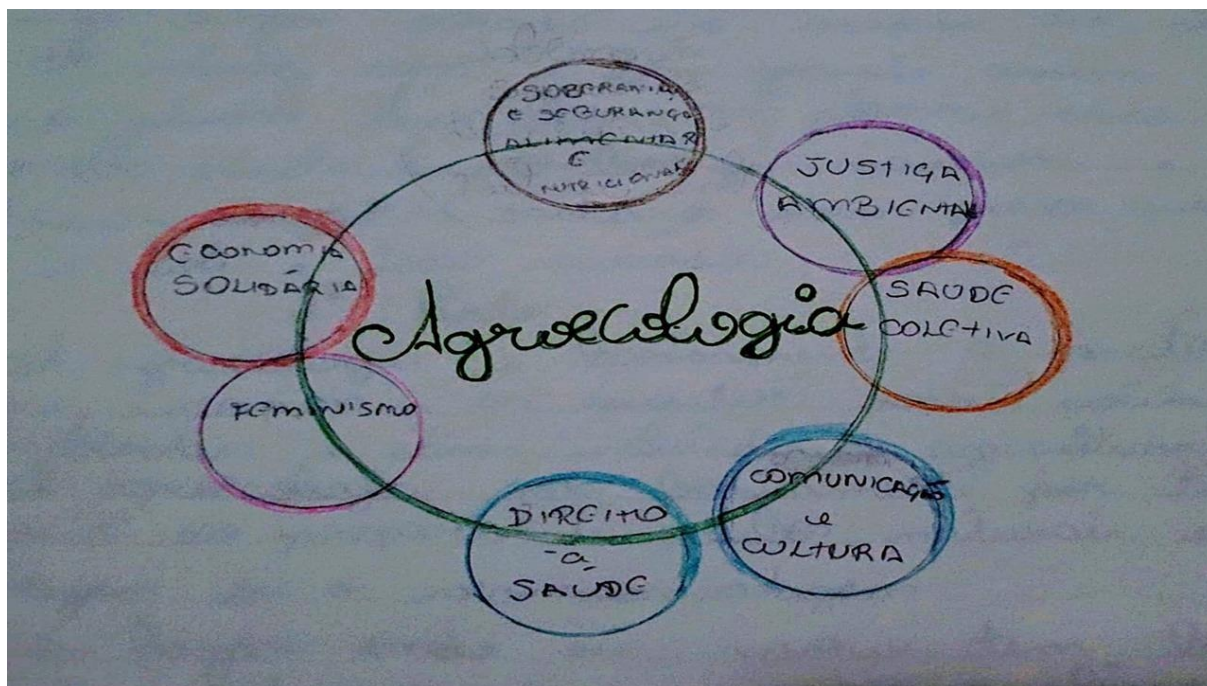 SOBERANIA
E SEGURANÇA
ALIMENTAR
E
NUTRICIONAL
JUSTIÇA
AMBIENTAL
ECONOMIA
SOLIDÁRIA
SAÚDE
COLETIVA
Agroecologia
FEMINISMO
COMUNICAÇÃO
e
CULTURA
DIREITO
à
SAÚDE